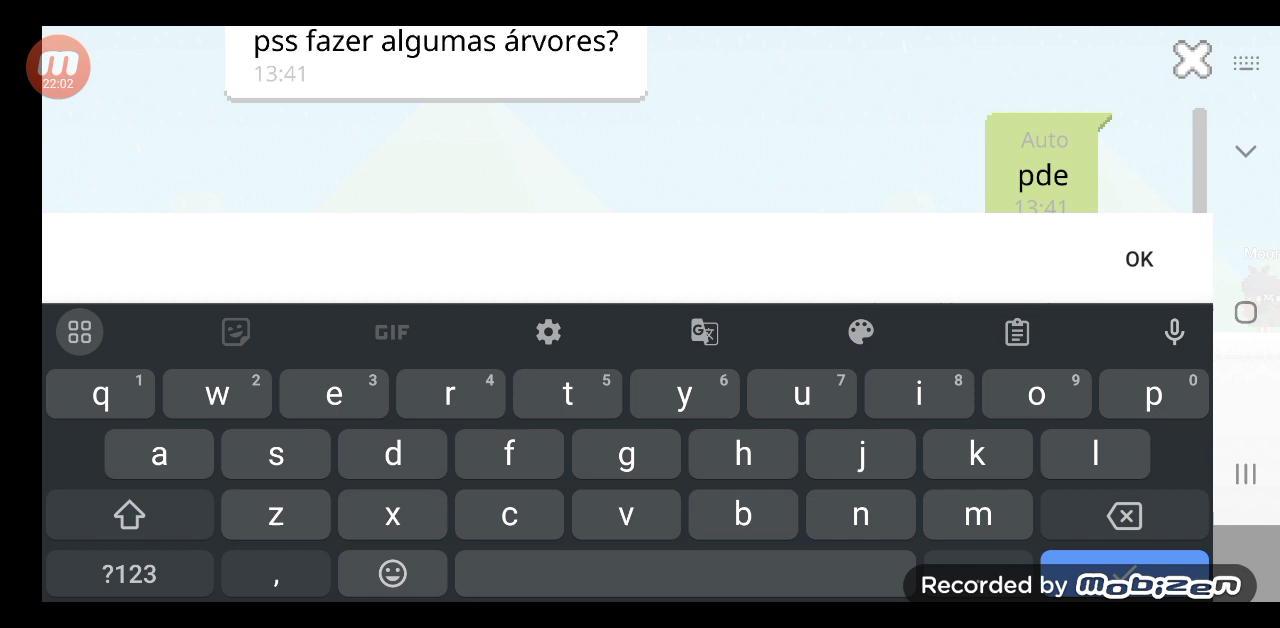 pss fazer algumas árvores?
13:41
22:02
Auto
pde
13:41
OK
GIF
q 1 w 2 e 3 r 4 t 5 y 6 u 7 i 8 o 9 p 0
a s d f g h j k l
z x c v b n m
?123 ,
Recorded by mobizen